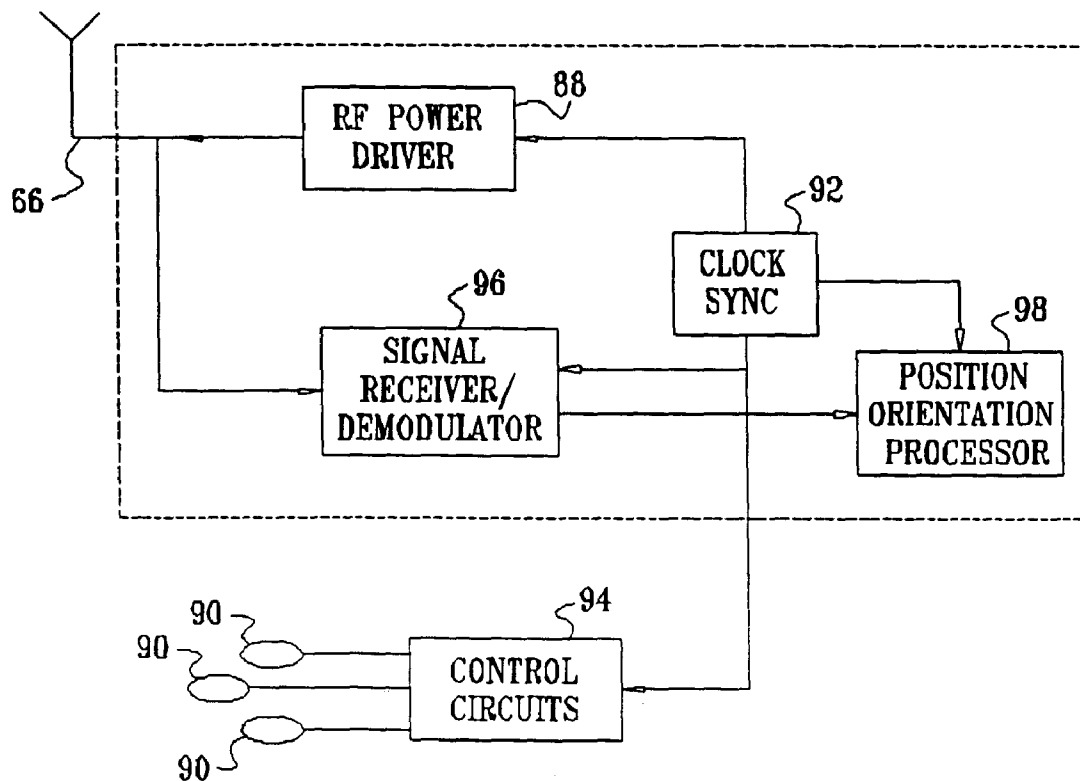 88
RF POWER
DRIVER
66
92
CLOCK
SYNC
96
SIGNAL
RECEIVER/
DEMODULATOR
98
POSITION
ORIENTATION
PROCESSOR
90
90
90
94
CONTROL
CIRCUITS